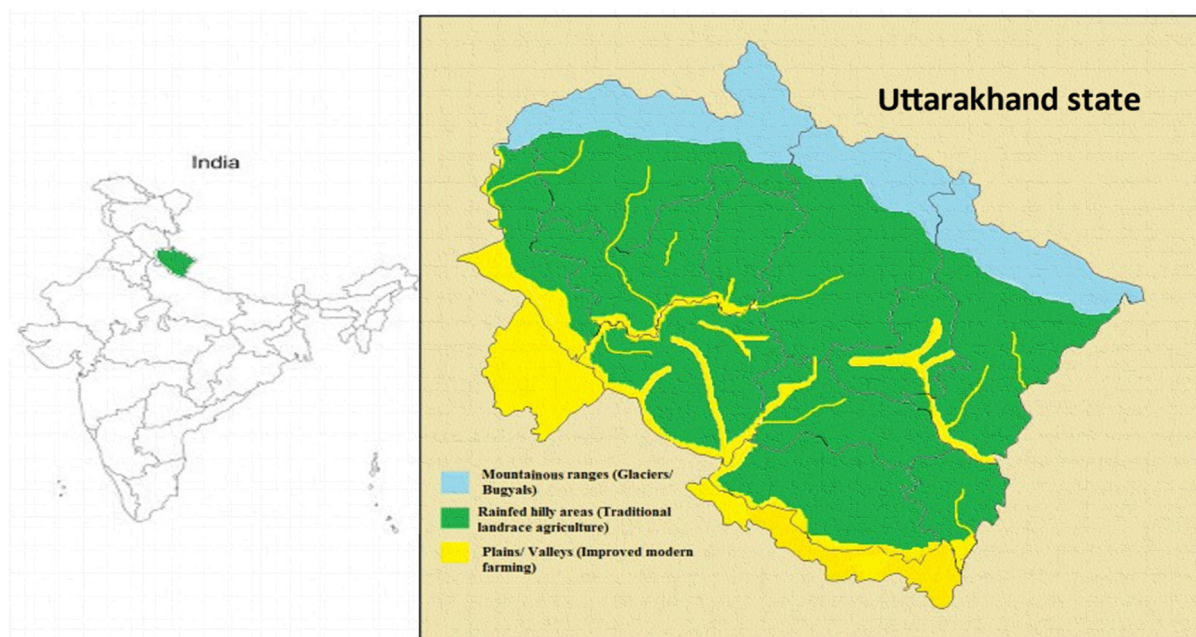 India
Uttarakhand state
Mountainous ranges (Glaciers/
Bugyals)
Rainfed hilly areas (Traditional
landrace agriculture)
Plains/ Valleys (Improved modern
farming)